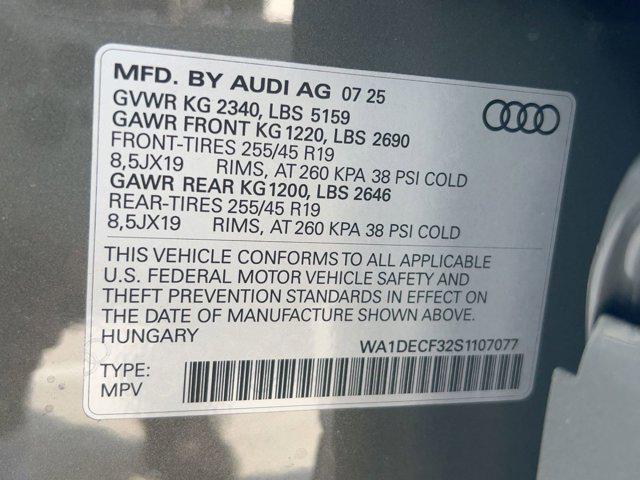 MFD. BY AUDI AG 07 25
GVWR KG 2340, LBS 5159
GAWR FRONT KG 1220, LBS 2690
FRONT-TIRES 255/45 R19
8,5JX19 RIMS, AT 260 KPA 38 PSI COLD
GAWR REAR KG 1200, LBS 2646
REAR-TIRES 255/45 R19
8,5JX19 RIMS, AT 260 KPA 38 PSI COLD
THIS VEHICLE CONFORMS TO ALL APPLICABLE
U.S. FEDERAL MOTOR VEHICLE SAFETY AND
THEFT PREVENTION STANDARDS IN EFFECT ON
THE DATE OF MANUFACTURE SHOWN ABOVE.
HUNGARY
WA1DECF32S1107077
TYPE:
MPV